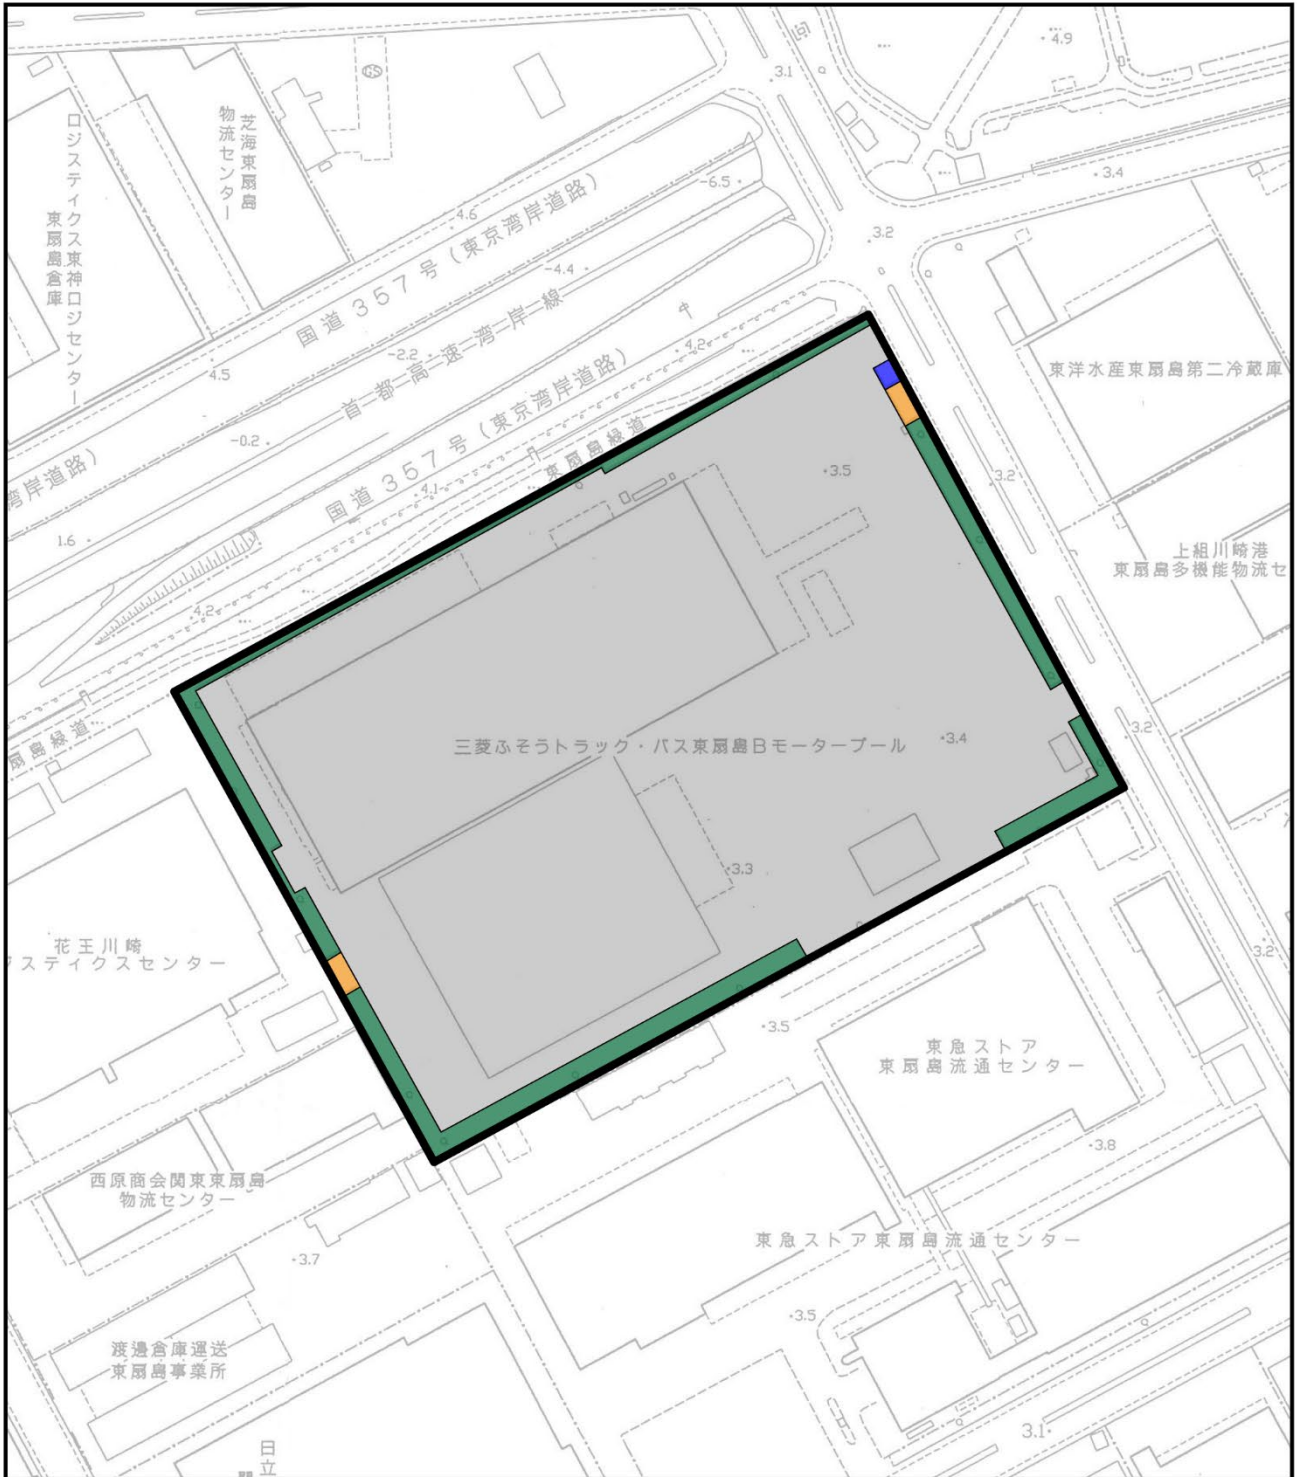 4.9
3.1
GS
芝海東扇島
物流センター
ロジスティクス東神ロジセンター
東扇島倉庫
3.4
-6.5
4.6
3.2
国道357号(東京湾岸道路)
-4.4
首都高速湾岸線
-2.2
4.5
4.2
東洋水産東扇島第二冷蔵庫
国道357号(東京湾岸道路)
-0.2
湾岸道路)
東扇島緑道
3.5
3.2
4.1
1.6
上組川崎港
東扇島多機能物流セ
4.2
扇島緑道
三菱ふそうトラック・バス東扇島Bモータープール
3.4
3.2
3.3
花王川崎
スティクスセンター
3.2
3.5
東急ストア
東扇島流通センター
3.8
西原商会関東東扇島
物流センター
東急ストア東扇島流通センター
3.7
3.5
渡邊倉庫運送
東扇島事業所
3.1
日立